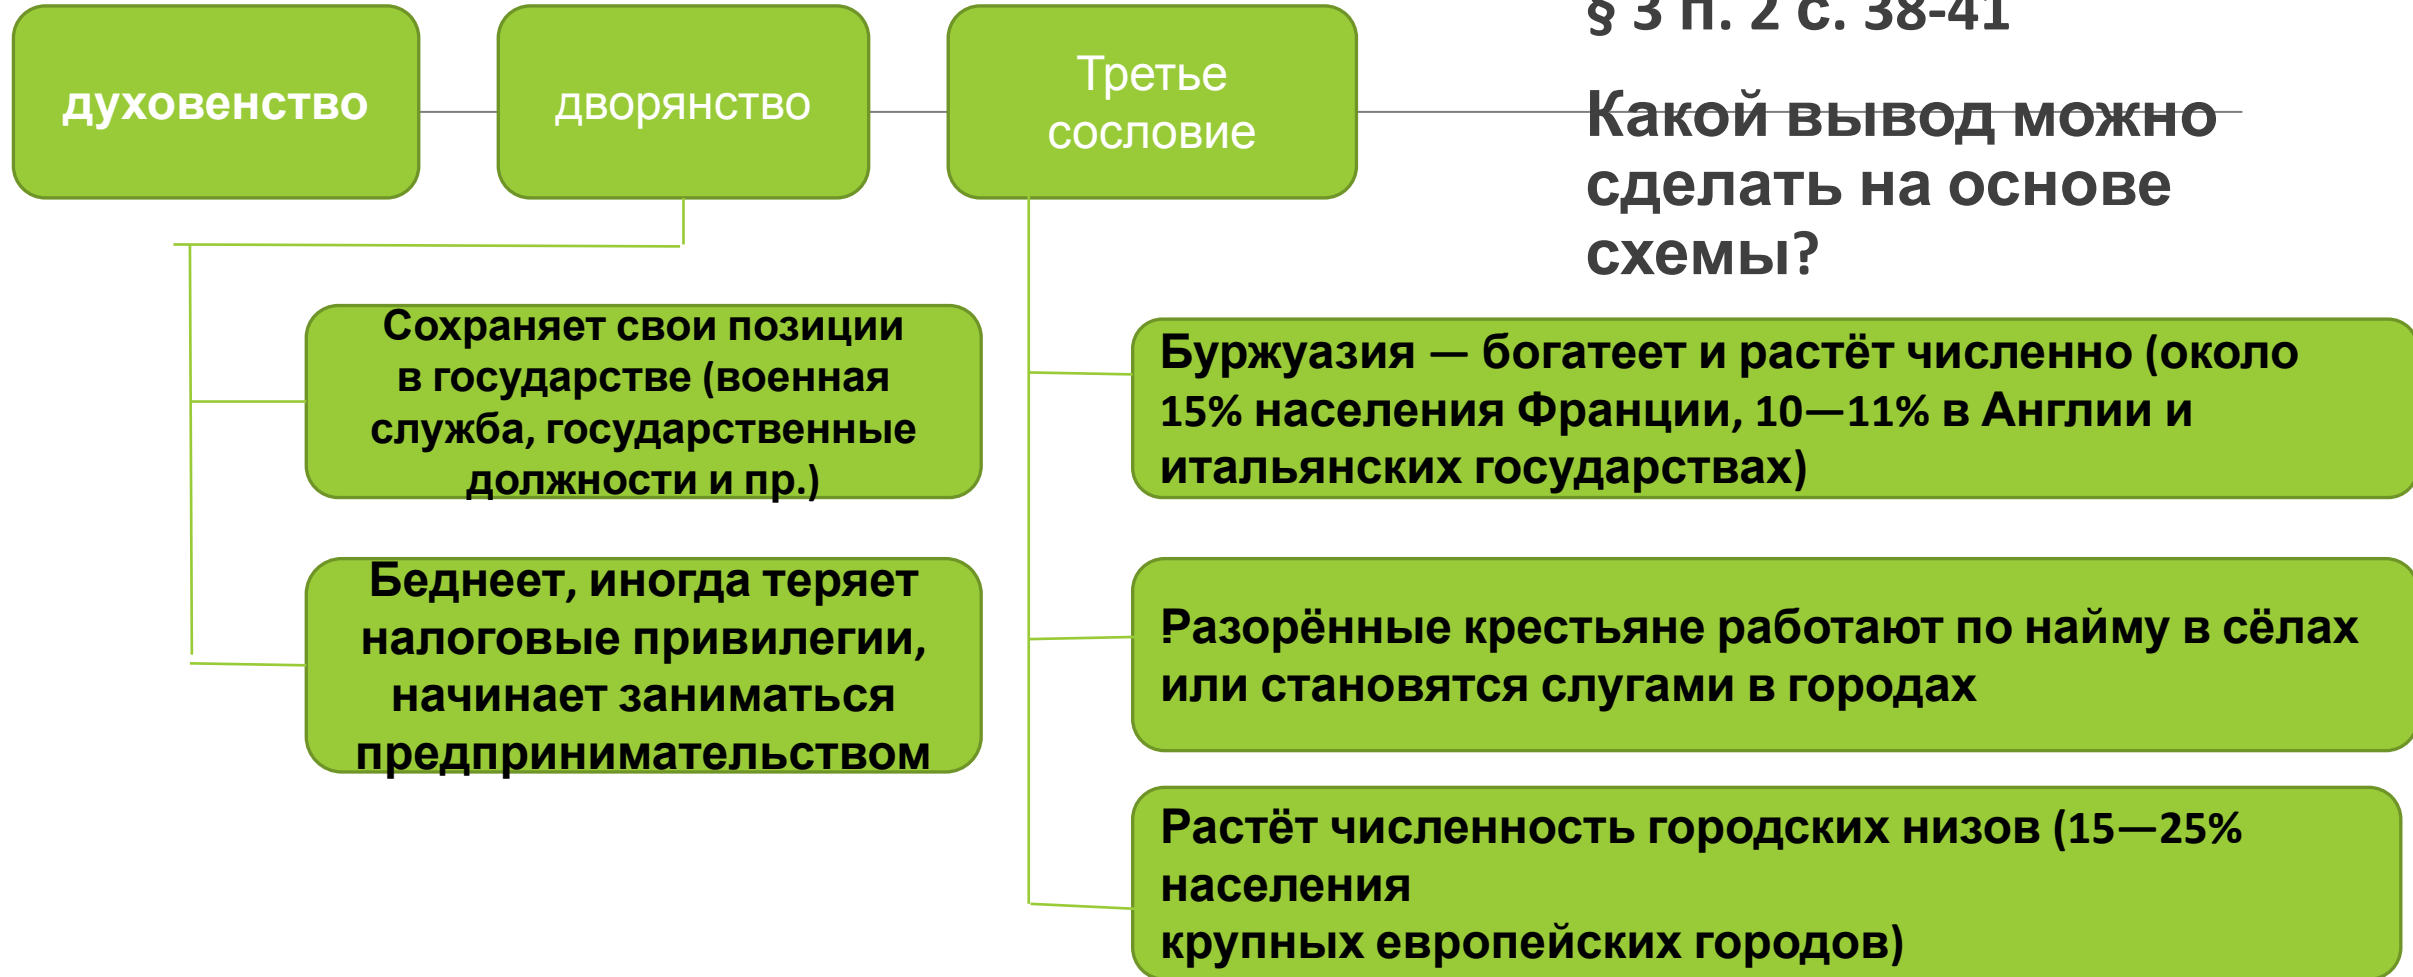 § 3 п. 2 с. 38-41
духовенство
дворянство
Третье
сословие
Какой вывод можно
сделать на основе
схемы?
Сохраняет свои позиции
в государстве (военная
служба, государственные
должности и пр.)
Беднеет, иногда теряет
налоговые привилегии,
начинает заниматься
предпринимательством
Буржуазия — богатеет и растёт численно (около
15% населения Франции, 10—11% в Англии и
итальянских государствах)
Разорённые крестьяне работают по найму в сёлах
или становятся слугами в городах
Растёт численность городских низов (15—25%
населения
крупных европейских городов)